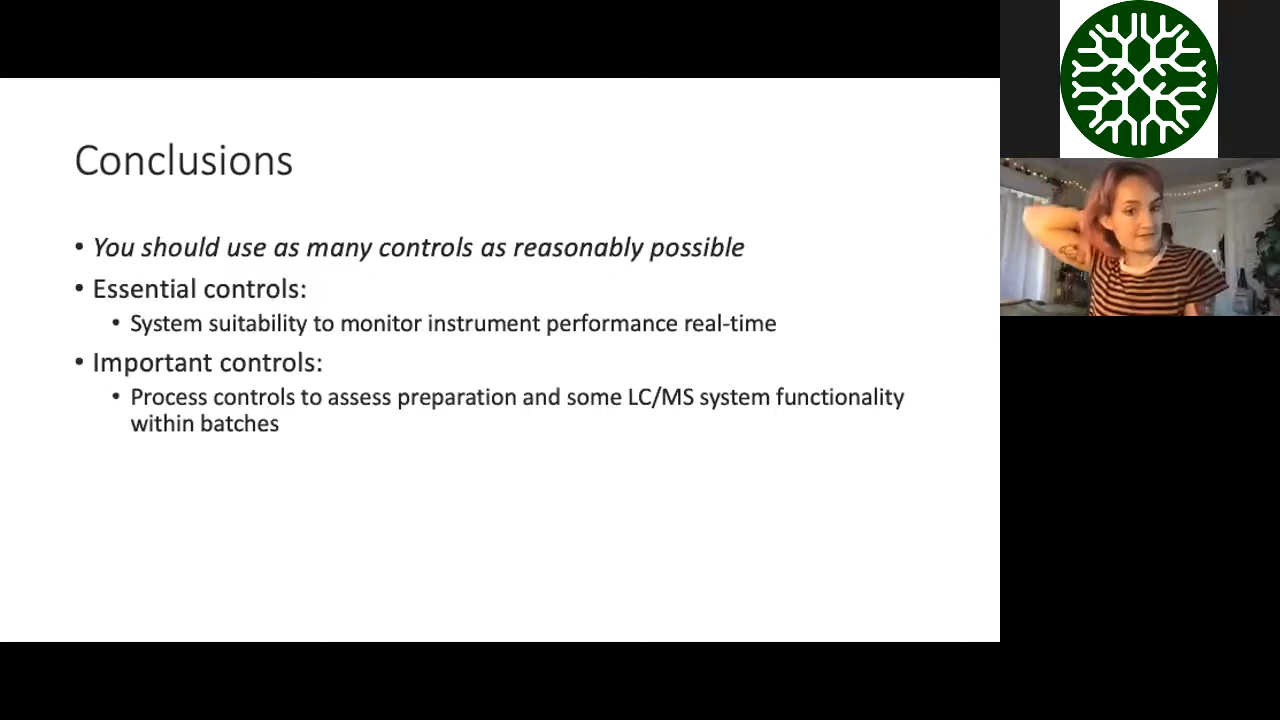 Conclusions
• You should use as many controls as reasonably possible
• Essential controls:
• System suitability to monitor instrument performance real-time
• Important controls:
• Process controls to assess preparation and some LC/MS system functionality
within batches